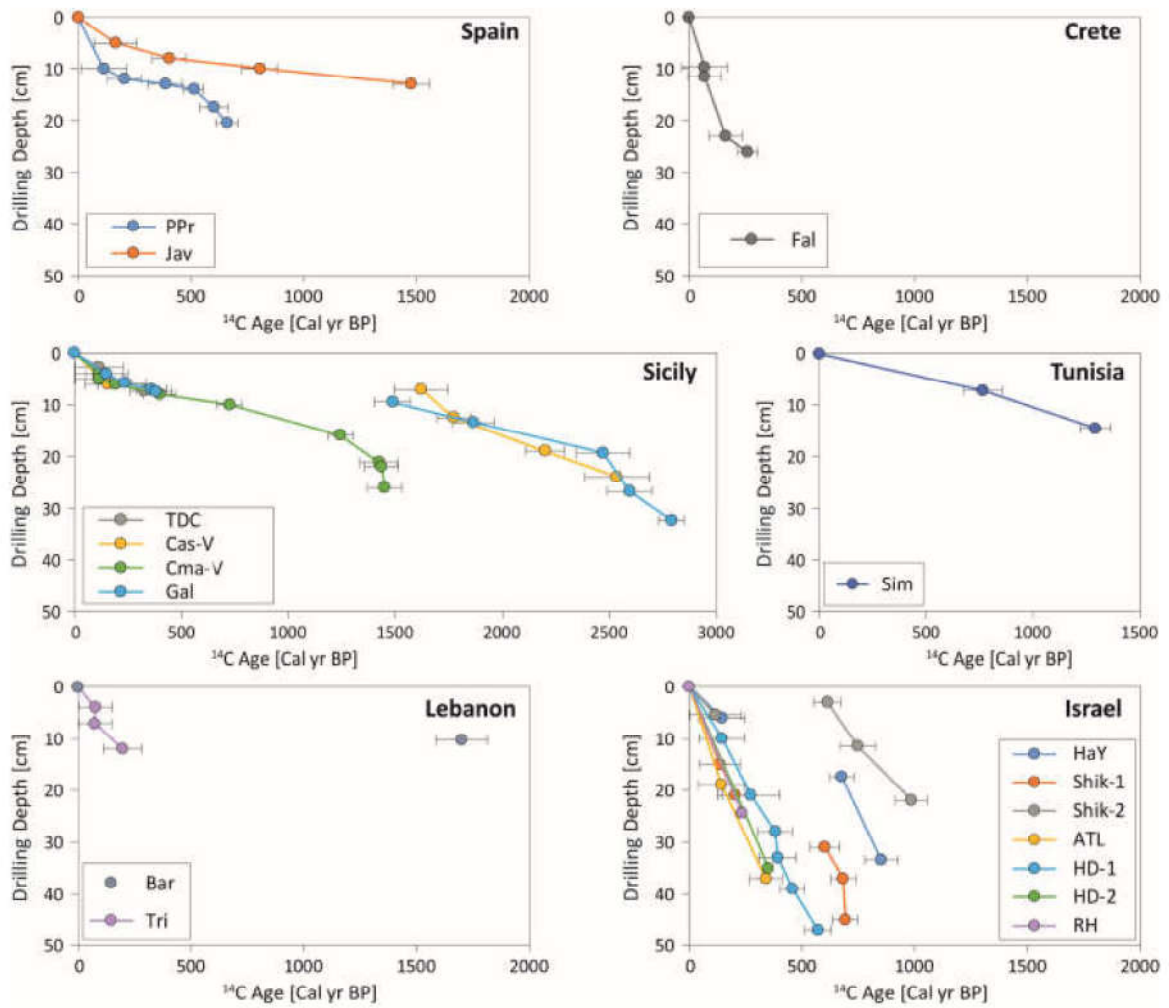 Spain
Drilling Depth [cm]
0
10
20
30
40
50
PPr
Jav
0 500 1000 1500 2000
¹⁴C Age [Cal yr BP]
Crete
Drilling Depth [cm]
0
10
20
30
40
50
Fal
0 500 1000 1500 2000
¹⁴C Age [Cal yr BP]
Sicily
Drilling Depth [cm]
0
10
20
30
40
50
TDC
Cas-V
Cma-V
Gal
0 500 1000 1500 2000 2500 3000
¹⁴C Age [Cal yr BP]
Tunisia
Drilling Depth [cm]
0
10
20
30
40
50
Sim
0 500 1000 1500
¹⁴C Age [Cal yr BP]
Lebanon
Drilling Depth [cm]
0
10
20
30
40
50
Bar
Tri
0 500 1000 1500 2000
¹⁴C Age [Cal yr BP]
Israel
Drilling Depth [cm]
0
10
20
30
40
50
HaY
Shik-1
Shik-2
ATL
HD-1
HD-2
RH
0 500 1000 1500 2000
¹⁴C Age [Cal yr BP]